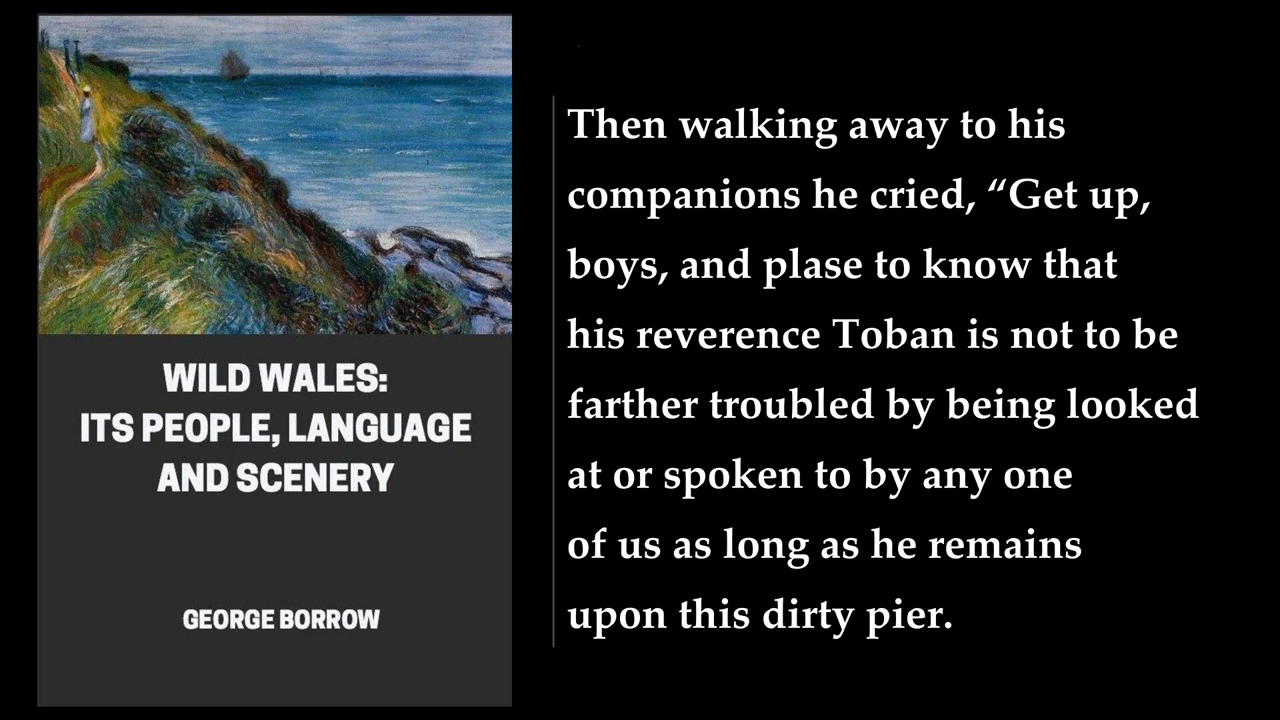 WILD WALES:
ITS PEOPLE, LANGUAGE
AND SCENERY
GEORGE BORROW
Then walking away to his
companions he cried, “Get up,
boys, and plase to know that
his reverence Toban is not to be
farther troubled by being looked
at or spoken to by any one
of us as long as he remains
upon this dirty pier.